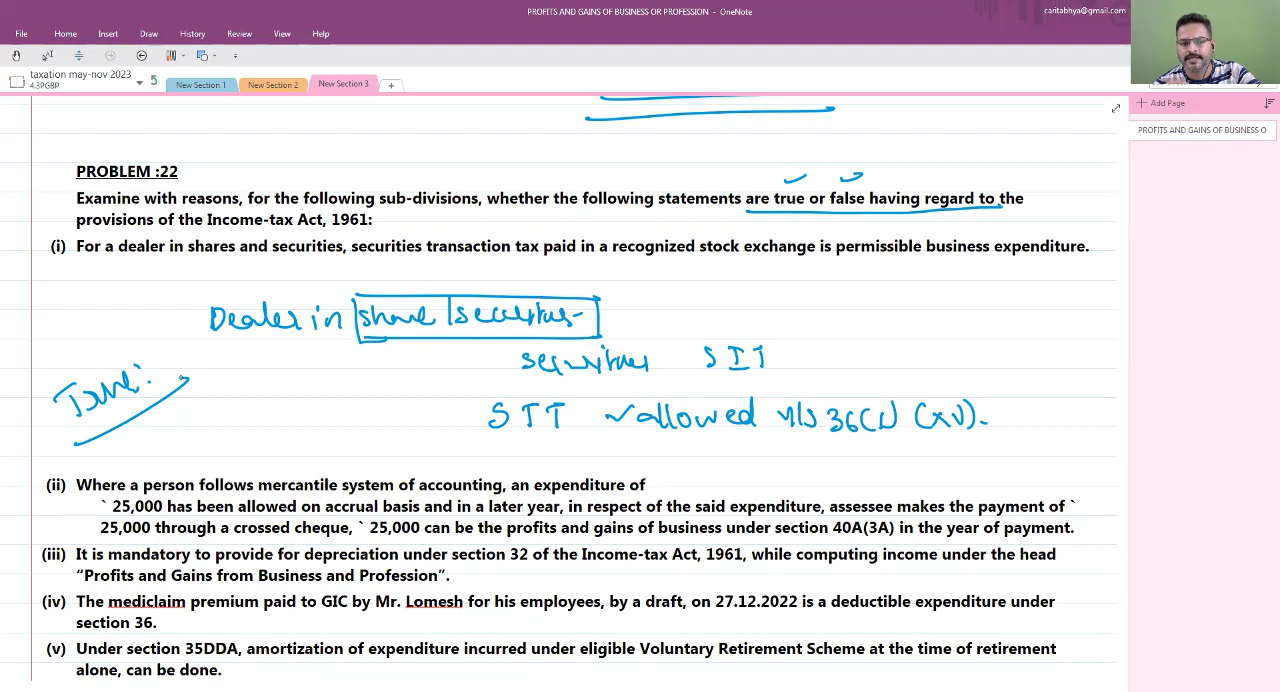 PROFITS AND GAINS OF BUSINESS OR PROFESSION - OneNote
caritabhya@gmail.com
File Home Insert Draw History Review View Help
taxation may-nov 2023
4.3PGBP
5
New Section 1 New Section 2 New Section 3 +
+ Add Page
PROFITS AND GAINS OF BUSINESS O
PROBLEM :22
Examine with reasons, for the following sub-divisions, whether the following statements are true or false having regard to the
provisions of the Income-tax Act, 1961:
(i) For a dealer in shares and securities, securities transaction tax paid in a recognized stock exchange is permissible business expenditure.
Dealer in share securities
securities STT
True
STT allowed u/s 36(1) (xv).
(ii) Where a person follows mercantile system of accounting, an expenditure of
` 25,000 has been allowed on accrual basis and in a later year, in respect of the said expenditure, assessee makes the payment of `
25,000 through a crossed cheque, ` 25,000 can be the profits and gains of business under section 40A(3A) in the year of payment.
(iii) It is mandatory to provide for depreciation under section 32 of the Income-tax Act, 1961, while computing income under the head
“Profits and Gains from Business and Profession”.
(iv) The mediclaim premium paid to GIC by Mr. Lomesh for his employees, by a draft, on 27.12.2022 is a deductible expenditure under
section 36.
(v) Under section 35DDA, amortization of expenditure incurred under eligible Voluntary Retirement Scheme at the time of retirement
alone, can be done.